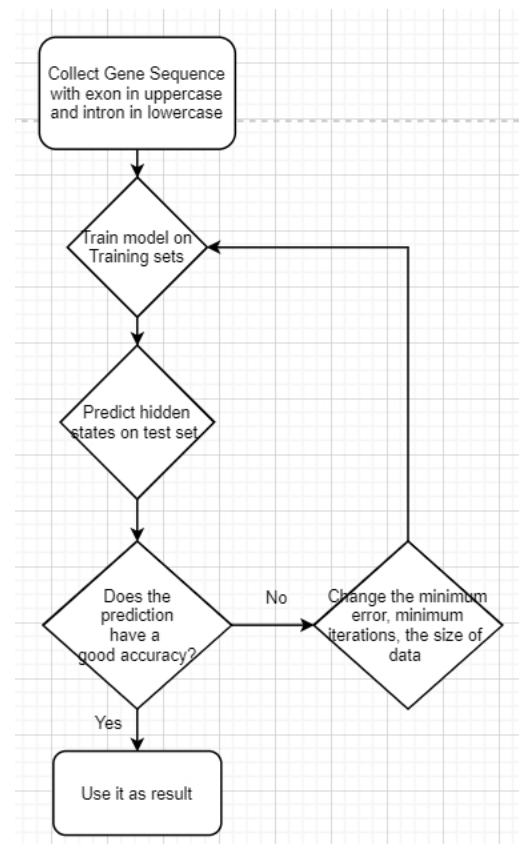 Collect Gene Sequence
with exon in uppercase
and intron in lowercase
Train model on
Training sets
Predict hidden
states on test set
Does the
prediction
have a
good accuracy?
No
Change the minimum
error, minimum
iterations, the size of
data
Yes
Use it as result